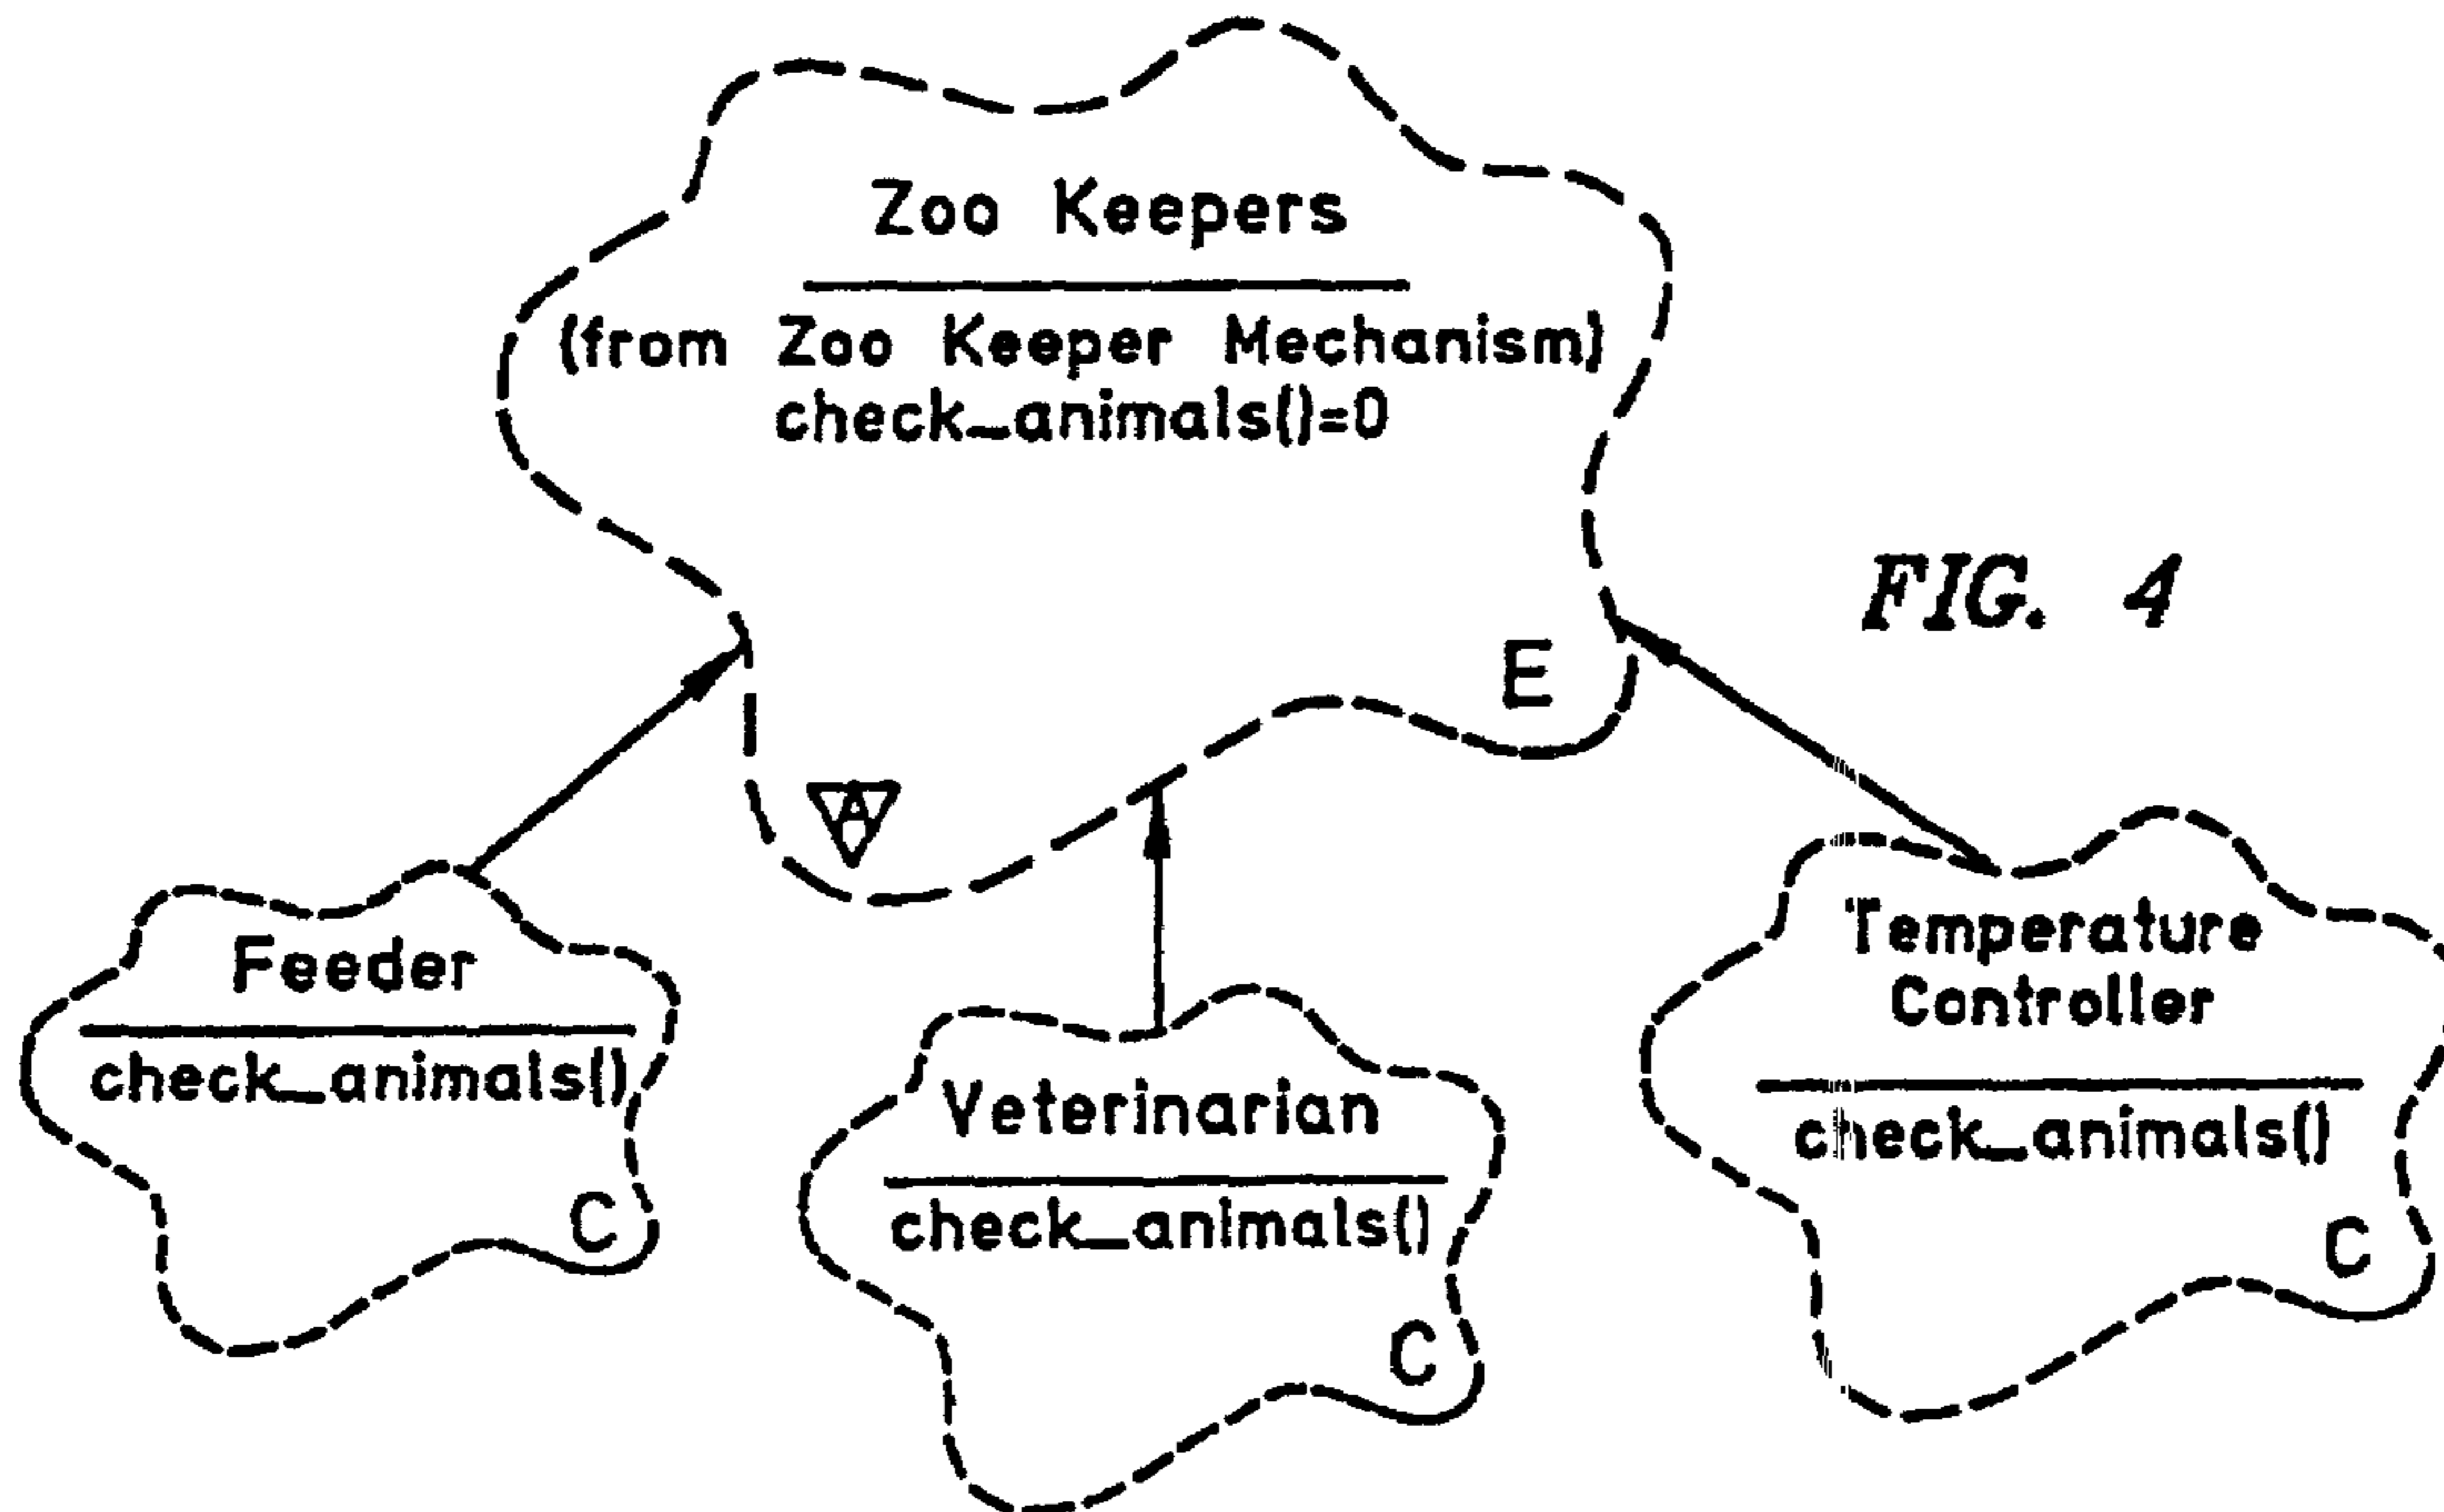 Zoo Keepers
(from Zoo Keeper Mechanism)
check_animals()=0
FIG. 4
E
A
Feeder
check_animals()
C
Veterinarian
check_animals()
C
Temperature
Controller
check_animals()
C